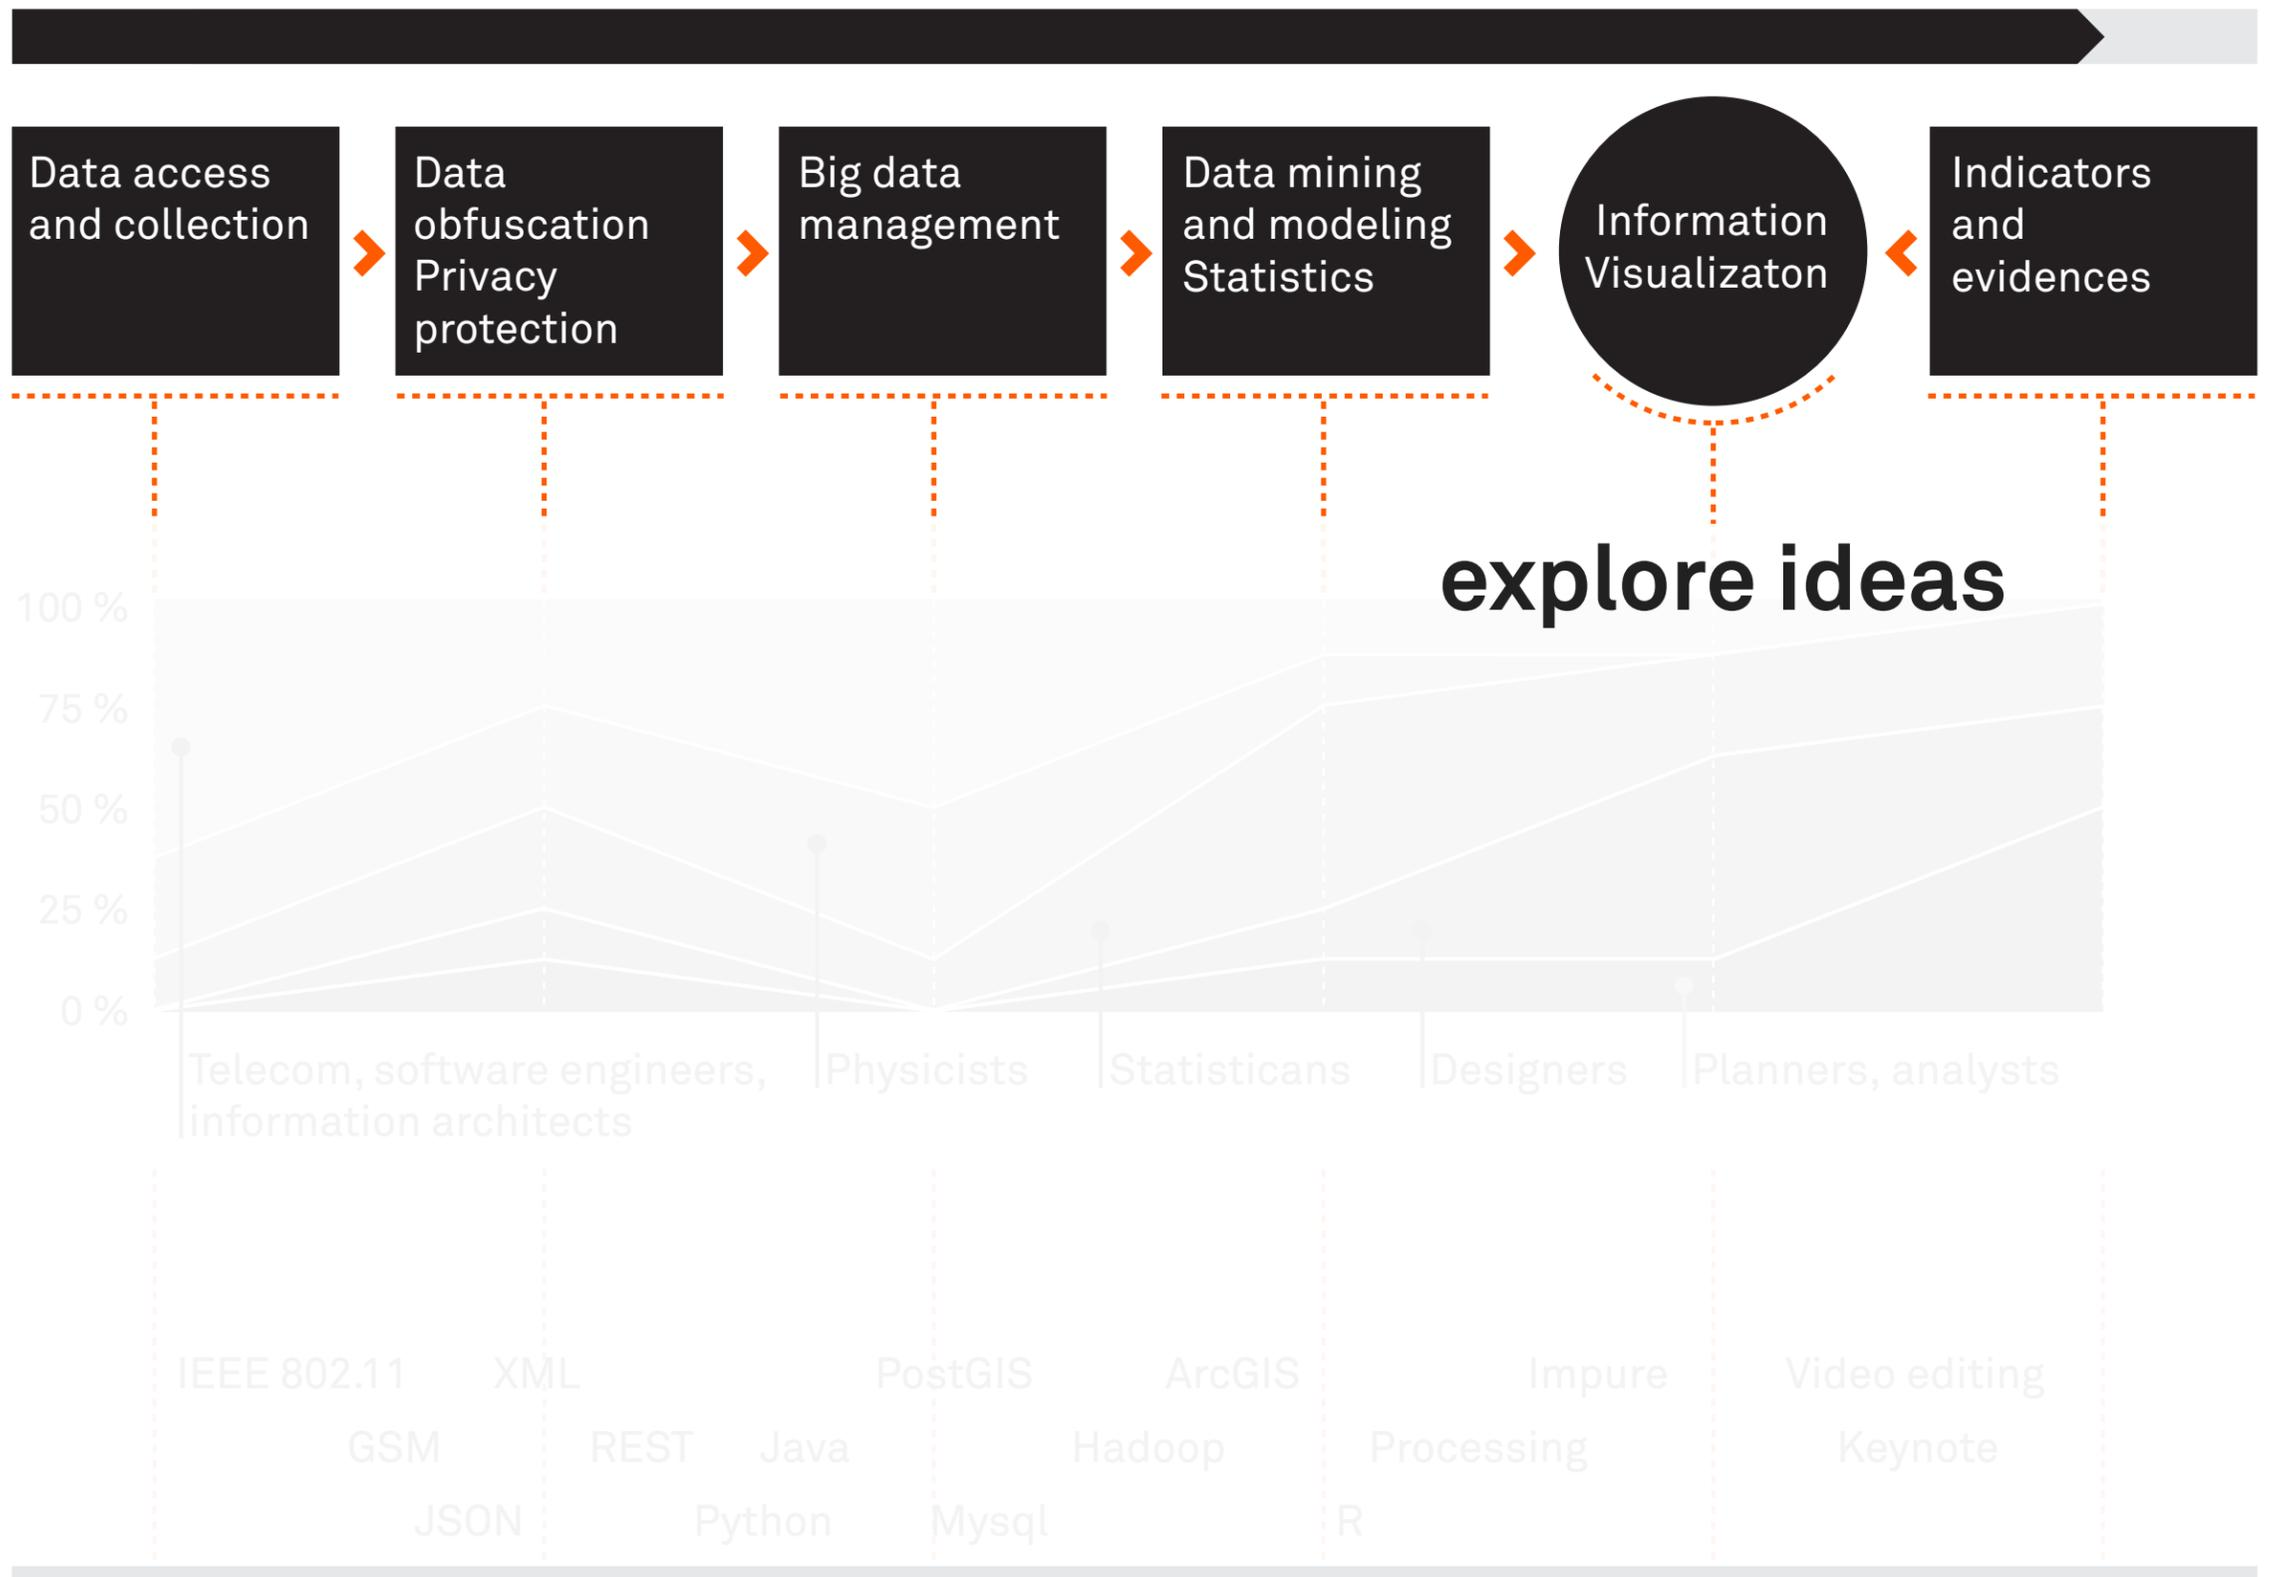 Data access
and collection
Data
obfuscation
Privacy
protection
Big data
management
Data mining
and modeling
Statistics
Information
Visualizaton
Indicators
and
evidences
explore ideas
100 %
75 %
50 %
25 %
0 %
Telecom, software engineers,
information architects
Physicists
Statisticans
Designers
Planners, analysts
IEEE 802.11 XML PostGIS ArcGIS Impure Video editing
GSM REST Java Hadoop Processing Keynote
JSON Python Mysql R